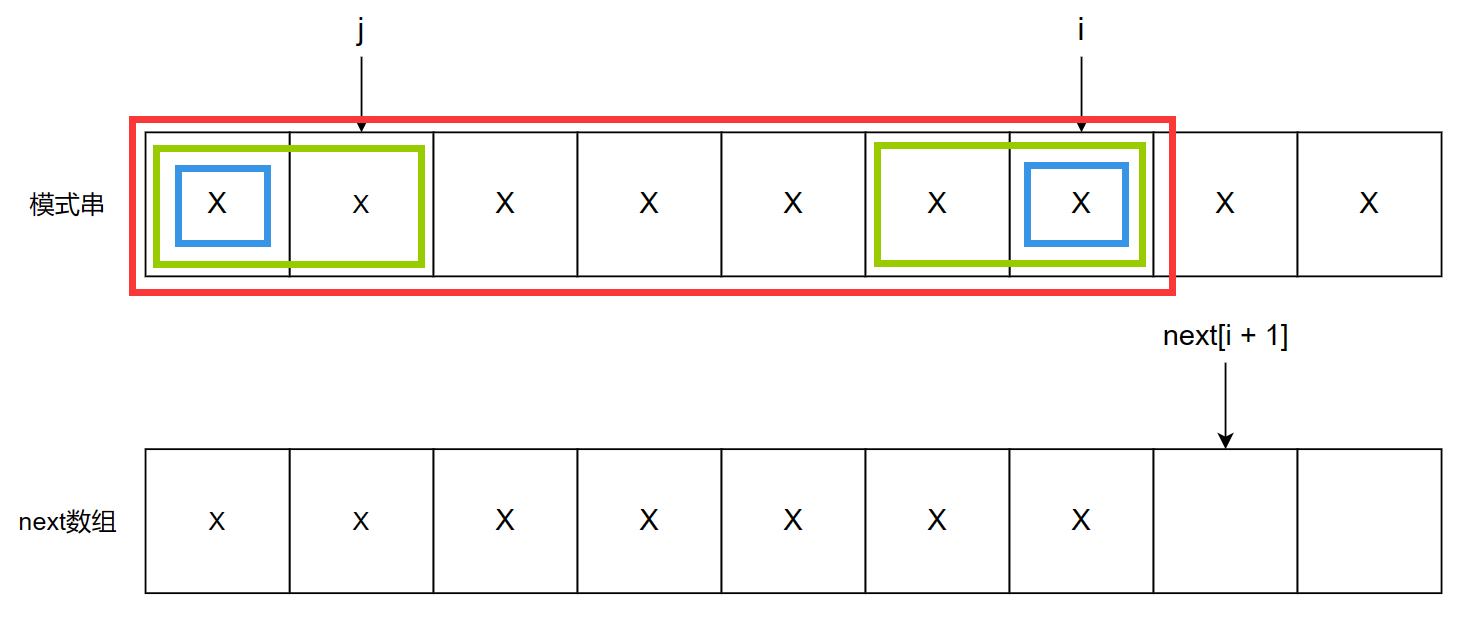 j i
模式串 X X X X X X X X X
next[i + 1]
next数组 X X X X X X X